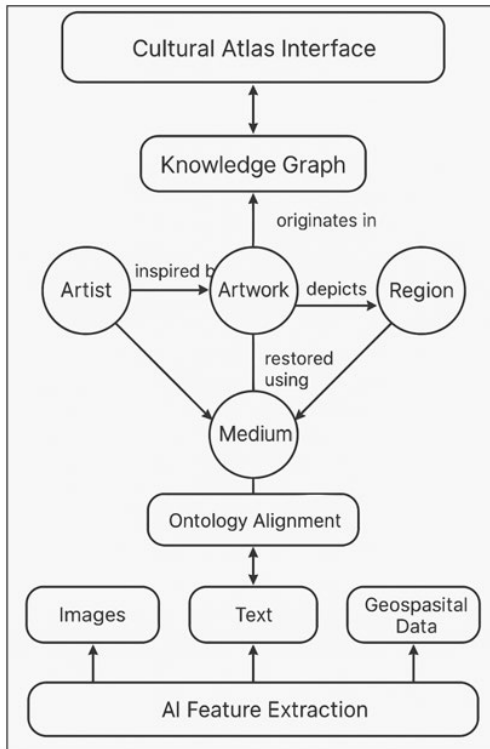 Cultural Atlas Interface
Knowledge Graph
originates in
Artist
inspired b
Artwork
depicts
Region
restored
using
Medium
Ontology Alignment
Images
Text
Geospasital
Data
AI Feature Extraction